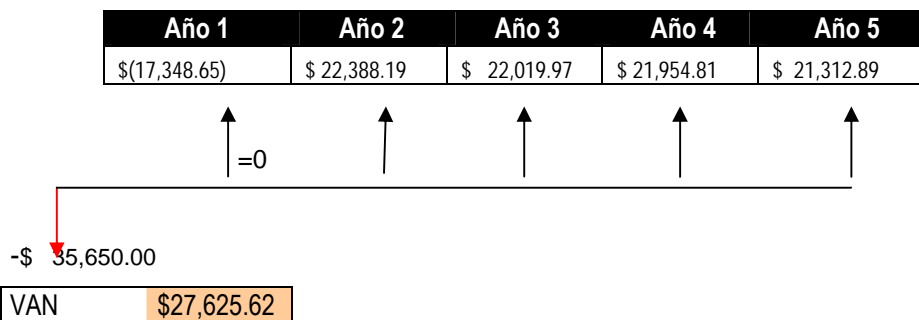 Año 1 Año 2 Año 3 Año 4 Año 5
$(17,348.65) $ 22,388.19 $ 22,019.97 $ 21,954.81 $ 21,312.89
=0
-$ 35,650.00
VAN $27,625.62